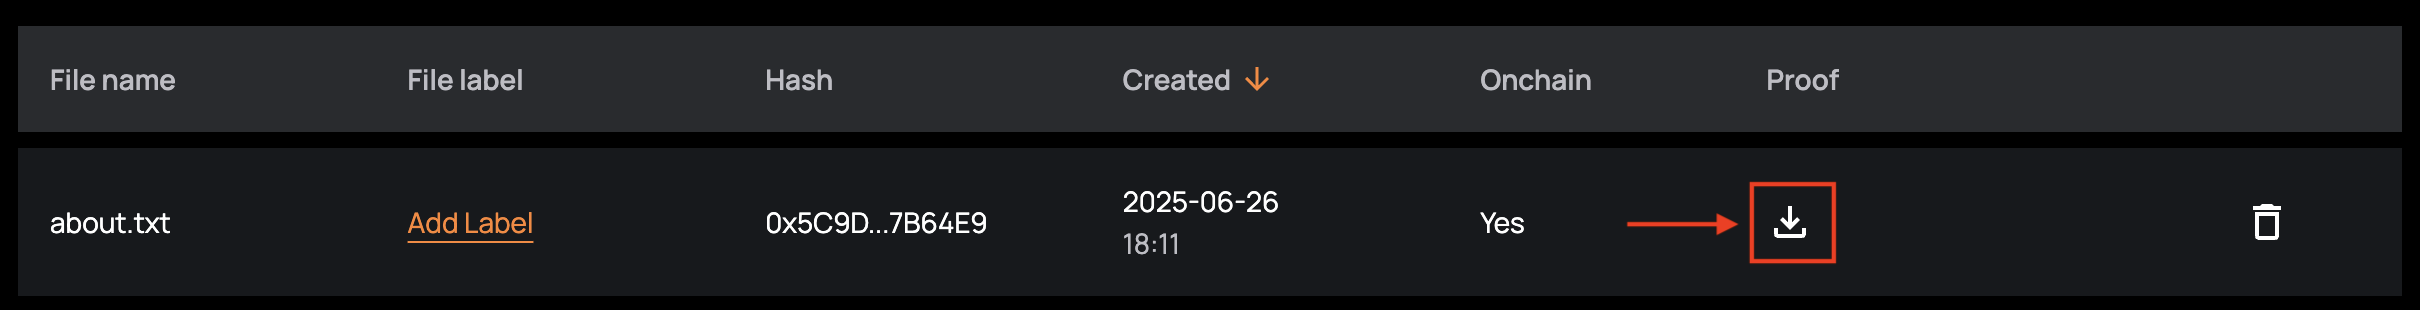 File name File label Hash Created Onchain Proof
about.txt Add Label 0x5C9D...7B64E9 2025-06-26 Yes
18:11